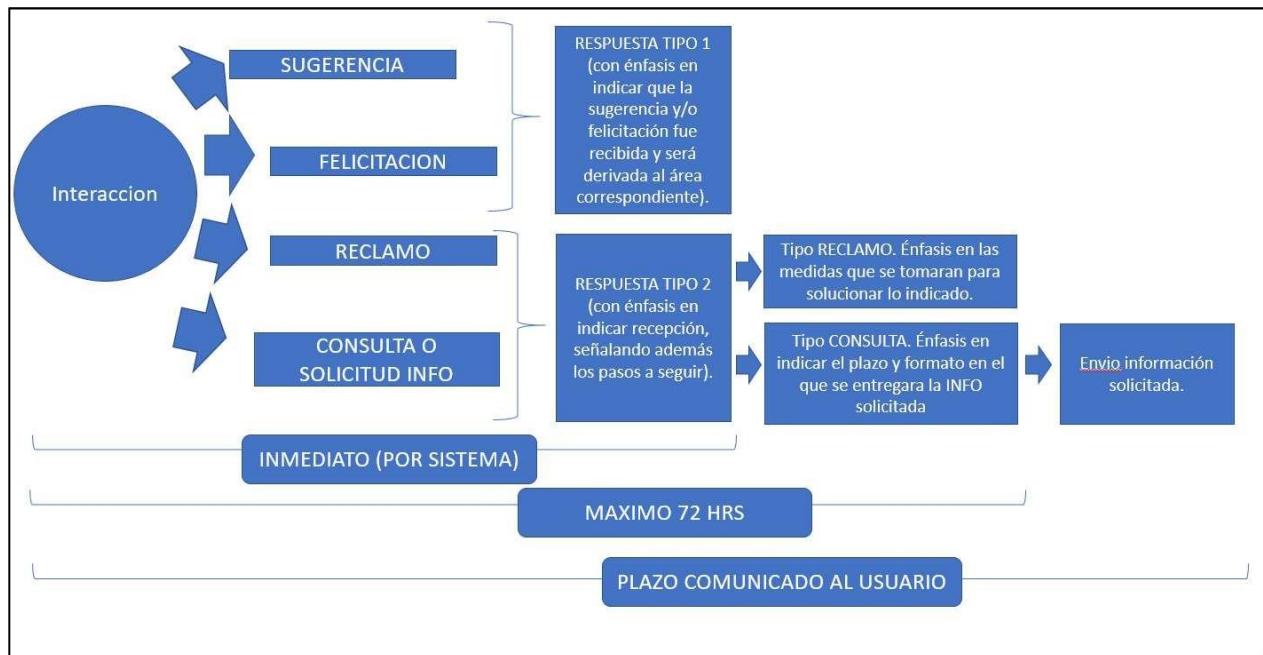 Interaccion
SUGERENCIA
FELICITACION
RECLAMO
CONSULTA O
SOLICITUD INFO
RESPUESTA TIPO 1
(con énfasis en
indicar que la
sugerencia y/o
felicitación fue
recibida y será
derivada al área
correspondiente).
RESPUESTA TIPO 2
(con énfasis en
indicar recepción,
señalando además
los pasos a seguir).
Tipo RECLAMO. Énfasis en las
medidas que se tomaran para
solucionar lo indicado.
Tipo CONSULTA. Énfasis en
indicar el plazo y formato en el
que se entregara la INFO
solicitada
Envio información
solicitada.
INMEDIATO (POR SISTEMA)
MAXIMO 72 HRS
PLAZO COMUNICADO AL USUARIO